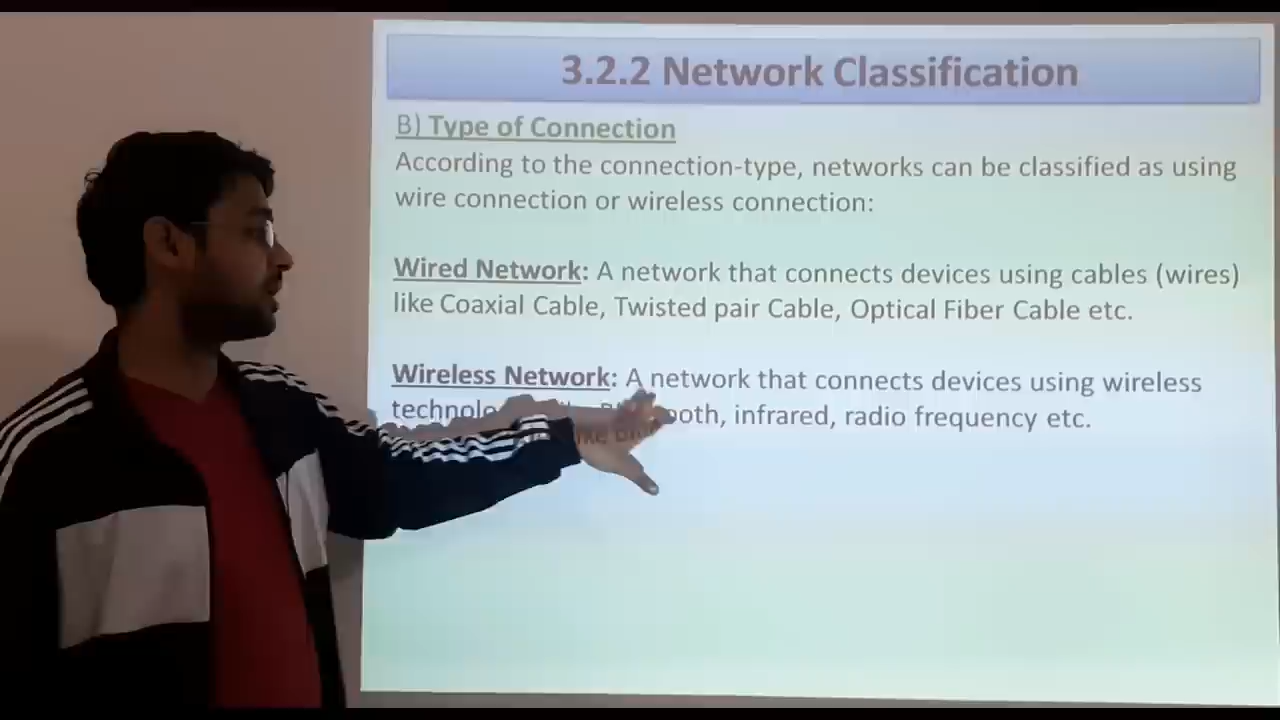 3.2.2 Network Classification
B) Type of Connection
According to the connection-type, networks can be classified as using
wire connection or wireless connection:
Wired Network: A network that connects devices using cables (wires)
like Coaxial Cable, Twisted pair Cable, Optical Fiber Cable etc.
Wireless Network: A network that connects devices using wireless
infrared, radio frequency etc.